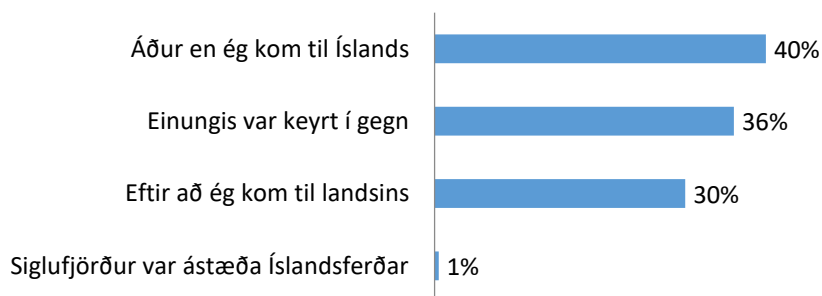 Áður en ég kom til Íslands 40%
Einungis var keyrt í gegn 36%
Eftir að ég kom til landsins 30%
Siglufjörður var ástæða Íslandsferðar 1%